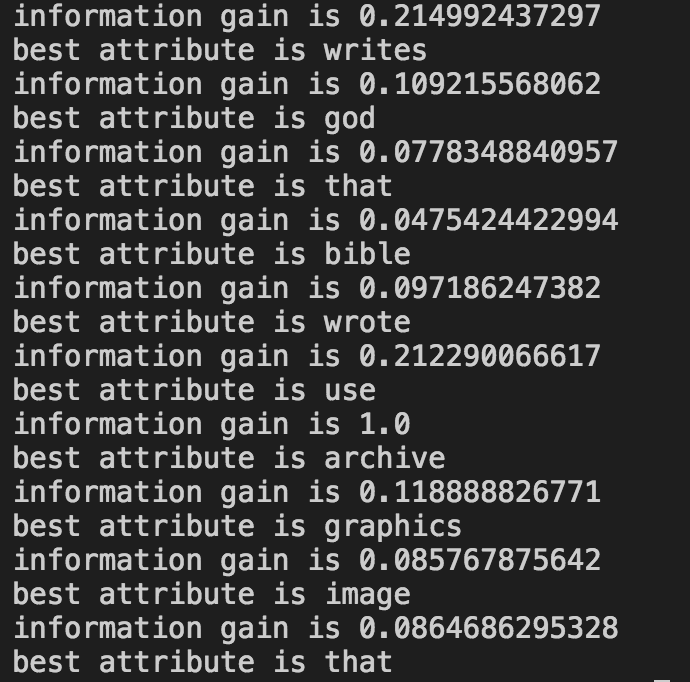 information gain is 0.214992437297
best attribute is writes
information gain is 0.109215568062
best attribute is god
information gain is 0.0778348840957
best attribute is that
information gain is 0.0475424422994
best attribute is bible
information gain is 0.097186247382
best attribute is wrote
information gain is 0.212290066617
best attribute is use
information gain is 1.0
best attribute is archive
information gain is 0.118888826771
best attribute is graphics
information gain is 0.085767875642
best attribute is image
information gain is 0.0864686295328
best attribute is that